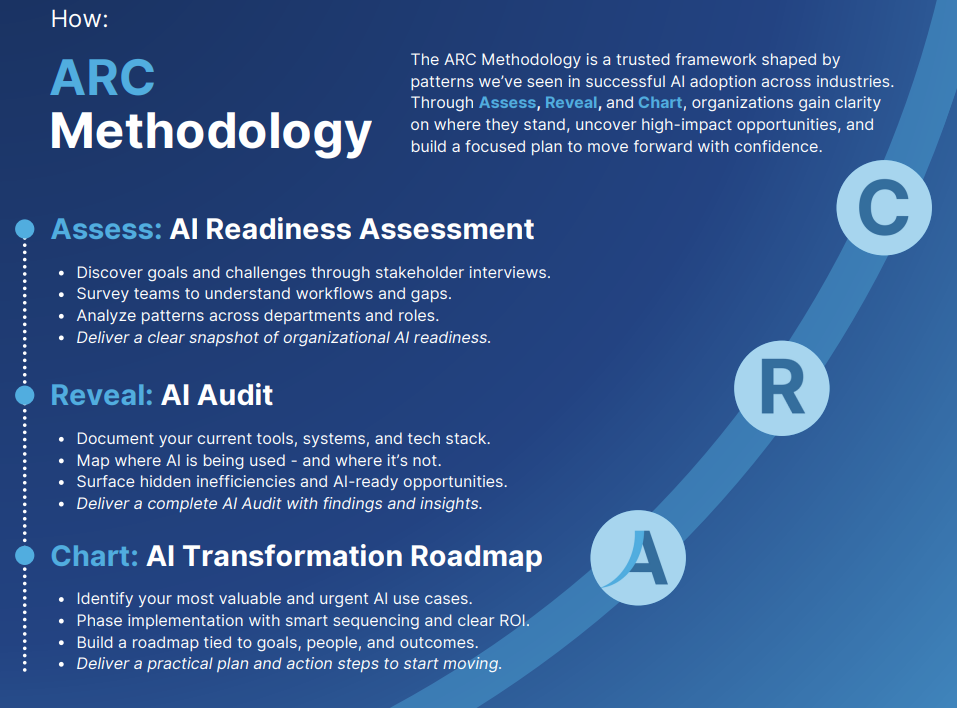 How:
ARC
Methodology
The ARC Methodology is a trusted framework shaped by
patterns we’ve seen in successful AI adoption across industries.
Through Assess, Reveal, and Chart, organizations gain clarity
on where they stand, uncover high-impact opportunities, and
build a focused plan to move forward with confidence.
Assess: AI Readiness Assessment
• Discover goals and challenges through stakeholder interviews.
• Survey teams to understand workflows and gaps.
• Analyze patterns across departments and roles.
• Deliver a clear snapshot of organizational AI readiness.
Reveal: AI Audit
• Document your current tools, systems, and tech stack.
• Map where AI is being used - and where it’s not.
• Surface hidden inefficiencies and AI-ready opportunities.
• Deliver a complete AI Audit with findings and insights.
Chart: AI Transformation Roadmap
• Identify your most valuable and urgent AI use cases.
• Phase implementation with smart sequencing and clear ROI.
• Build a roadmap tied to goals, people, and outcomes.
• Deliver a practical plan and action steps to start moving.
C
R
A